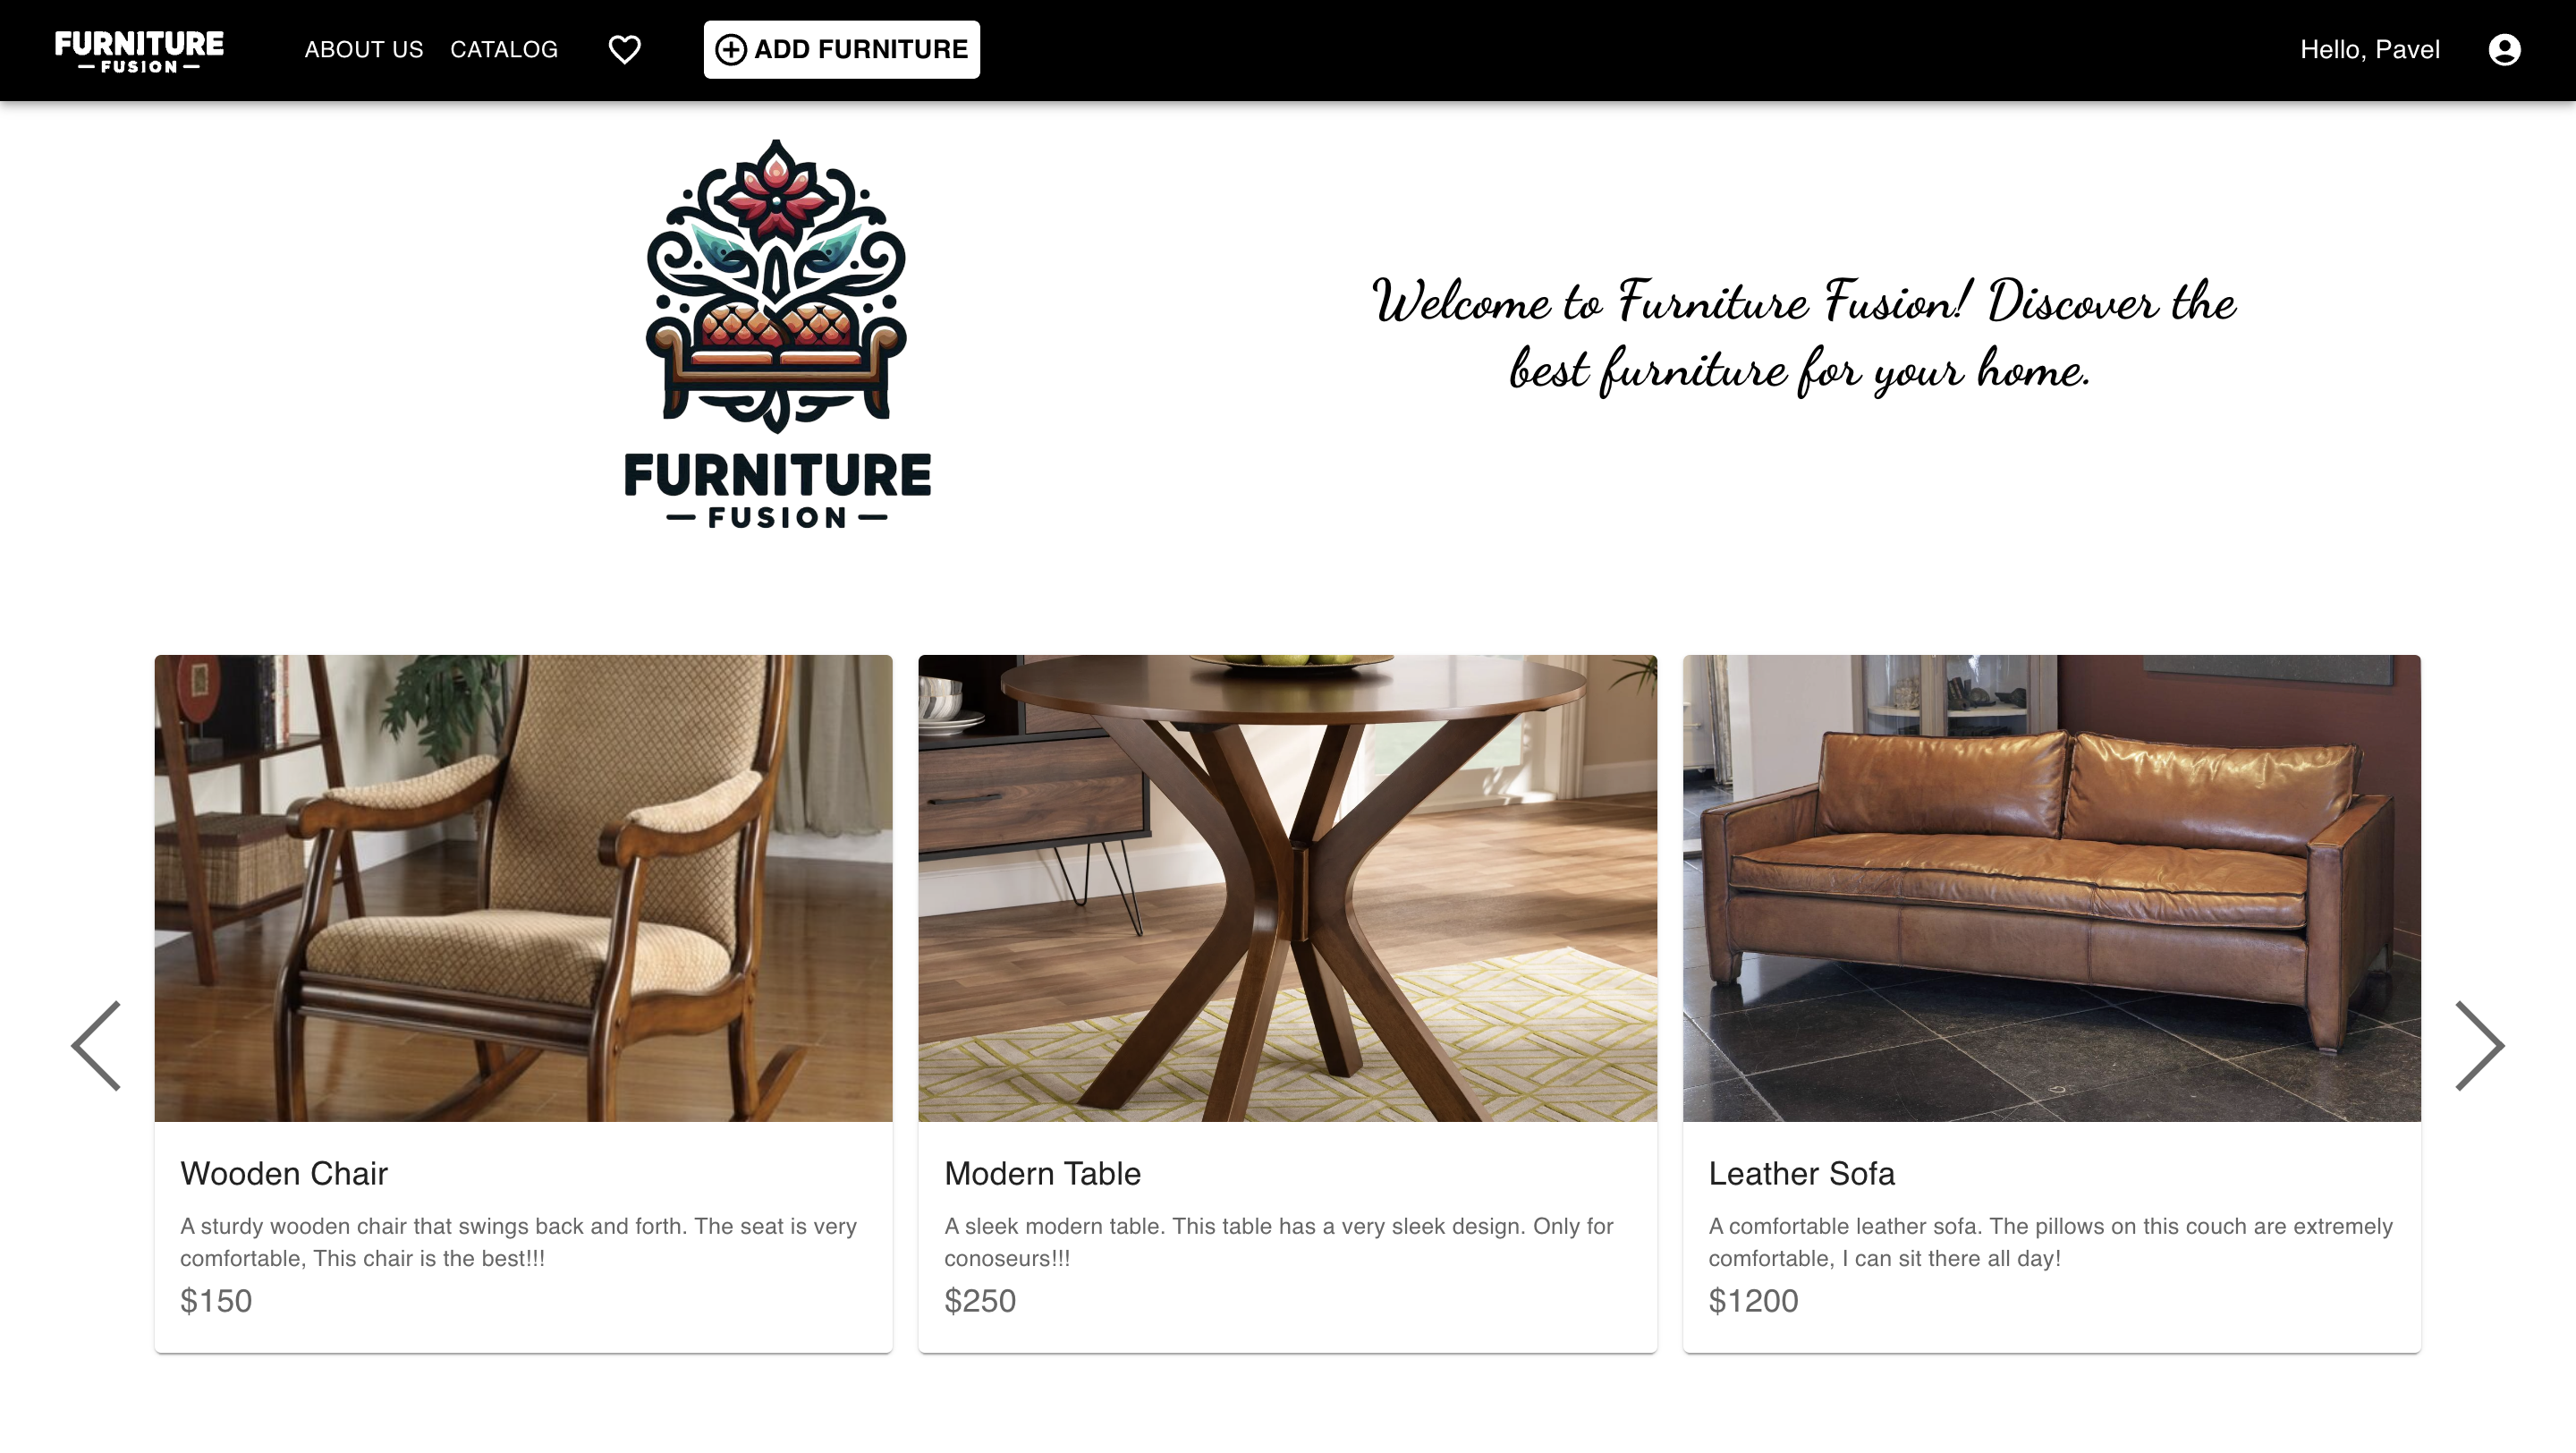 FURNITURE
FUSION
ABOUT US CATALOG ADD FURNITURE Hello, Pavel
FURNITURE
FUSION
Welcome to Furniture Fusion! Discover the
best furniture for your home.
Wooden Chair
A sturdy wooden chair that swings back and forth. The seat is very
comfortable, This chair is the best!!!
$150
Modern Table
A sleek modern table. This table has a very sleek design. Only for
conoseurs!!!
$250
Leather Sofa
A comfortable leather sofa. The pillows on this couch are extremely
comfortable, I can sit there all day!
$1200